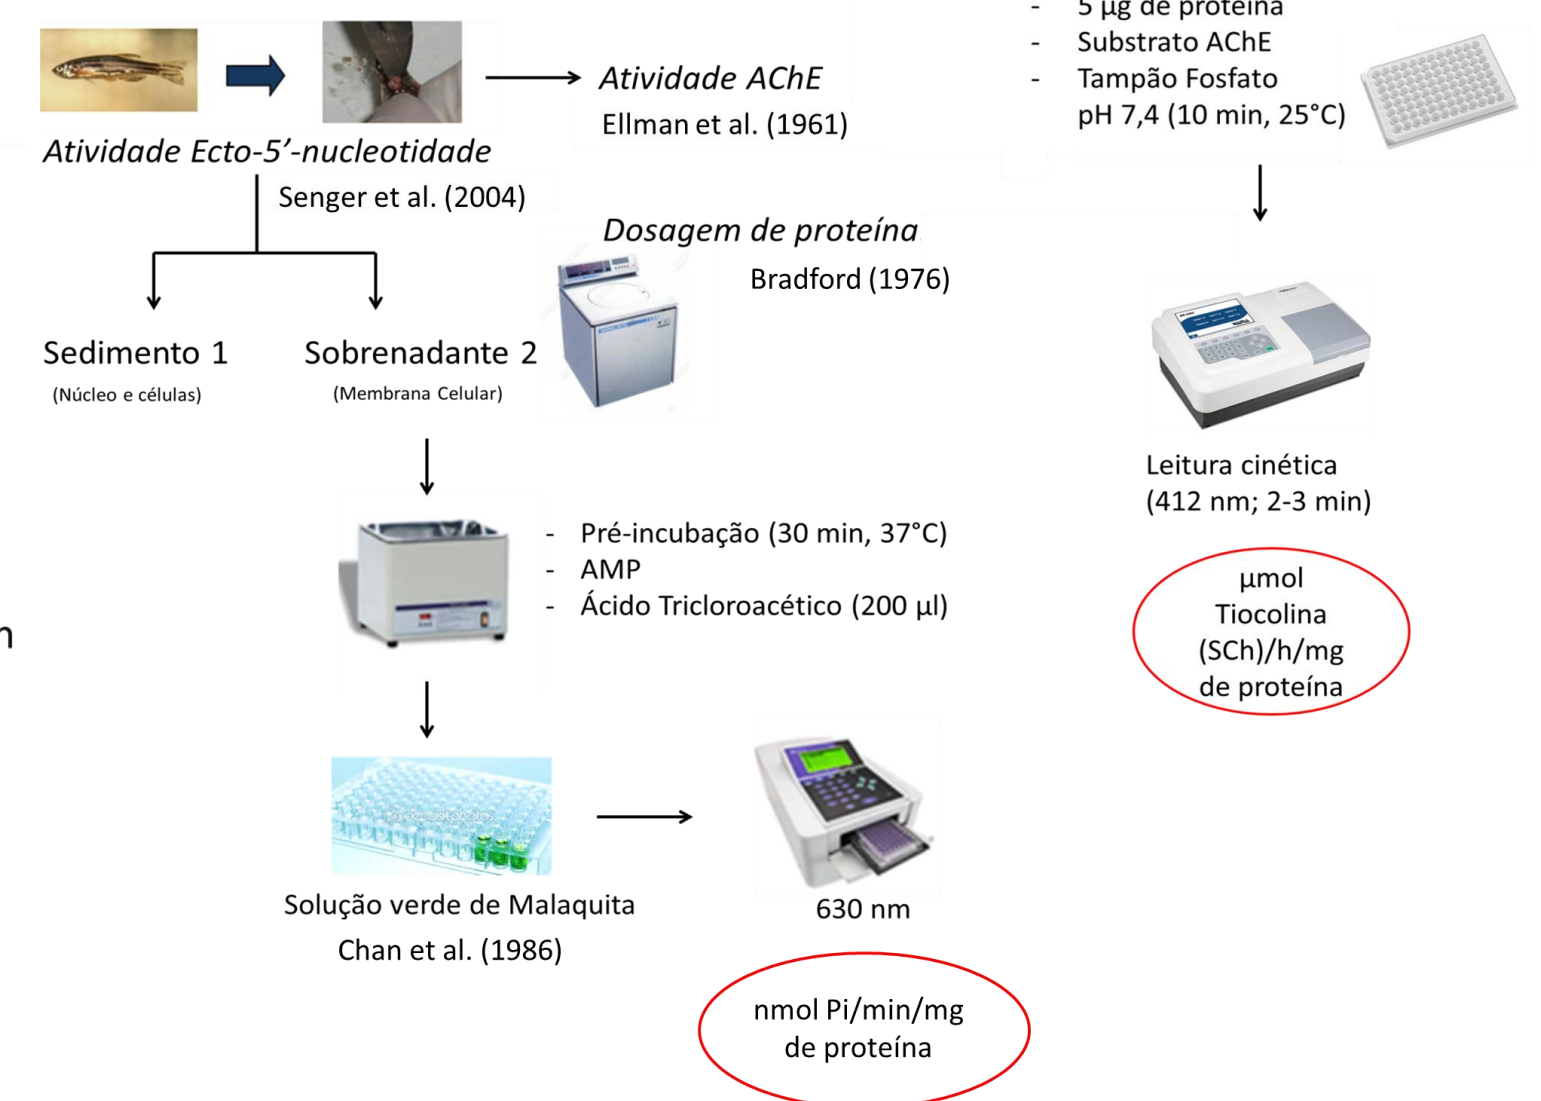 5 µg de proteína
- Substrato AChE
- Tampão Fosfato
pH 7,4 (10 min, 25°C)
Atividade AChE
Ellman et al. (1961)
Atividade Ecto-5’-nucleotidade
Senger et al. (2004)
Dosagem de proteína
Bradford (1976)
Sedimento 1
(Núcleo e células)
Sobrenadante 2
(Membrana Celular)
Leitura cinética
(412 nm; 2-3 min)
- Pré-incubação (30 min, 37°C)
- AMP
- Ácido Tricloroacético (200 µl)
µmol
Tiocolina
(SCh)/h/mg
de proteína
depositphotos
Solução verde de Malaquita
Chan et al. (1986)
630 nm
nmol Pi/min/mg
de proteína